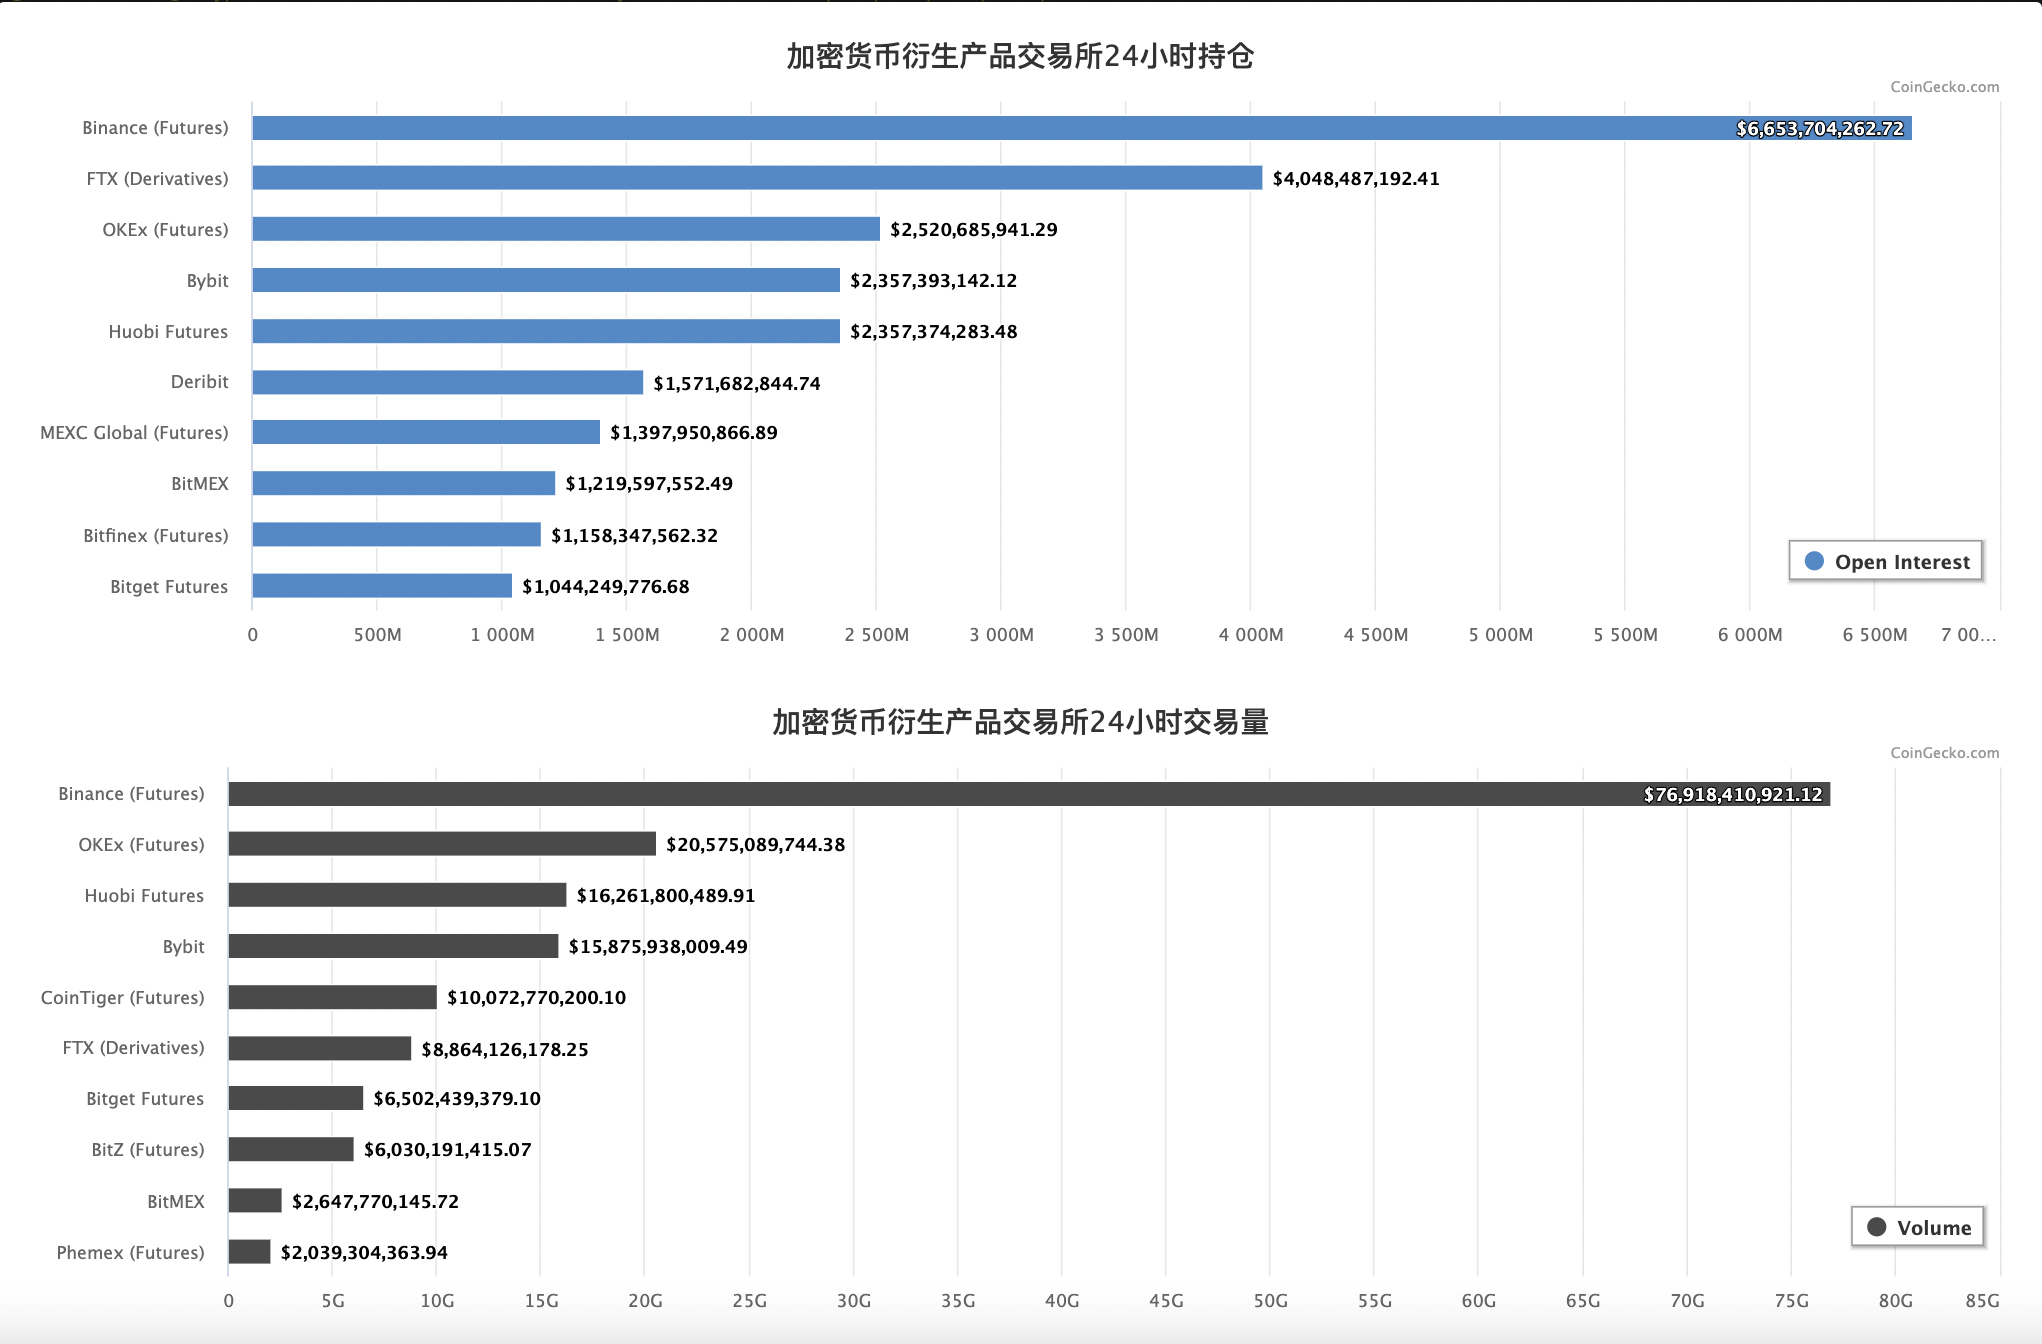 加密货币衍生产品交易所24小时持仓
CoinGecko.com
Binance (Futures) $6,653,704,262.72
FTX (Derivatives) $4,048,487,192.41
OKEx (Futures) $2,520,685,941.29
Bybit $2,357,393,142.12
Huobi Futures $2,357,374,283.48
Deribit $1,571,682,844.74
MEXC Global (Futures) $1,397,950,866.89
BitMEX $1,219,597,552.49
Bitfinex (Futures) $1,158,347,562.32
Open Interest
Bitget Futures $1,044,249,776.68
0 500M 1 000M 1 500M 2 000M 2 500M 3 000M 3 500M 4 000M 4 500M 5 000M 5 500M 6 000M 6 500M 7 00...
加密货币衍生产品交易所24小时交易量
CoinGecko.com
Binance (Futures) $76,918,410,921.12
OKEx (Futures) $20,575,089,744.38
Huobi Futures $16,261,800,489.91
Bybit $15,875,938,009.49
CoinTiger (Futures) $10,072,770,200.10
FTX (Derivatives) $8,864,126,178.25
Bitget Futures $6,502,439,379.10
BitZ (Futures) $6,030,191,415.07
BitMEX $2,647,770,145.72
Volume
Phemex (Futures) $2,039,304,363.94
0 5G 10G 15G 20G 25G 30G 35G 40G 45G 50G 55G 60G 65G 70G 75G 80G 85G